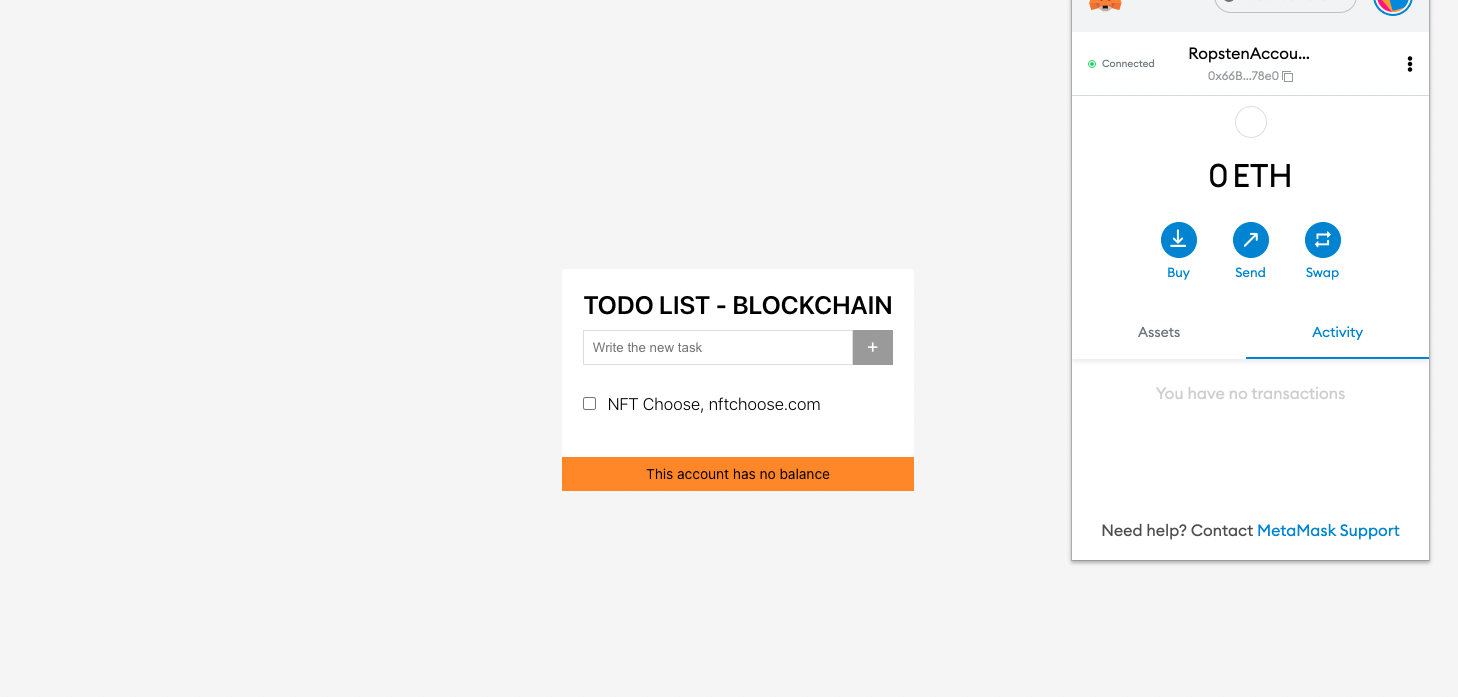 TODO LIST - BLOCKCHAIN
Write the new task
+
NFT Choose, nftchoose.com
This account has no balance
Connected
RopstenAccou...
0x66B...78e0
0 ETH
Buy Send Swap
Assets Activity
You have no transactions
Need help? Contact MetaMask Support